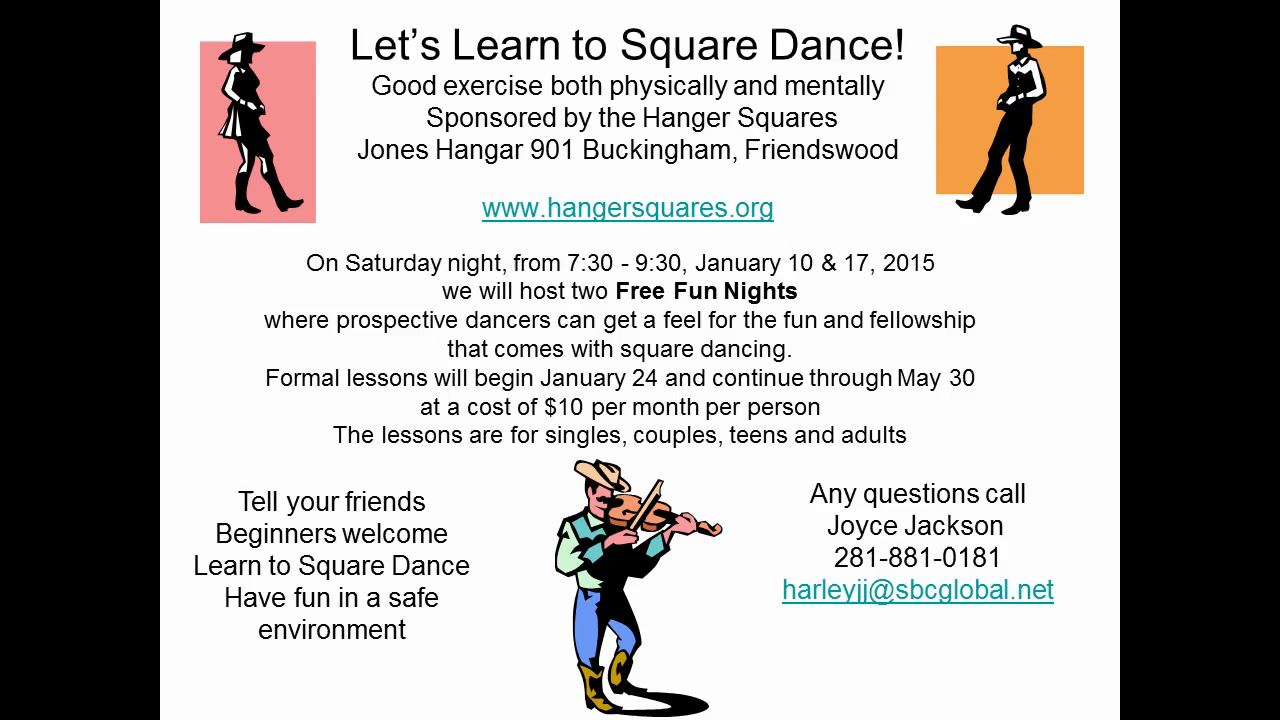 Let's Learn to Square Dance!
Good exercise both physically and mentally
Sponsored by the Hanger Squares
Jones Hangar 901 Buckingham, Friendswood
www.hangersquares.org
On Saturday night, from 7:30 - 9:30, January 10 & 17, 2015
we will host two Free Fun Nights
where prospective dancers can get a feel for the fun and fellowship
that comes with square dancing.
Formal lessons will begin January 24 and continue through May 30
at a cost of $10 per month per person
The lessons are for singles, couples, teens and adults
Tell your friends
Beginners welcome
Learn to Square Dance
Have fun in a safe
environment
Any questions call
Joyce Jackson
281-881-0181
harleyjj@sbcglobal.net